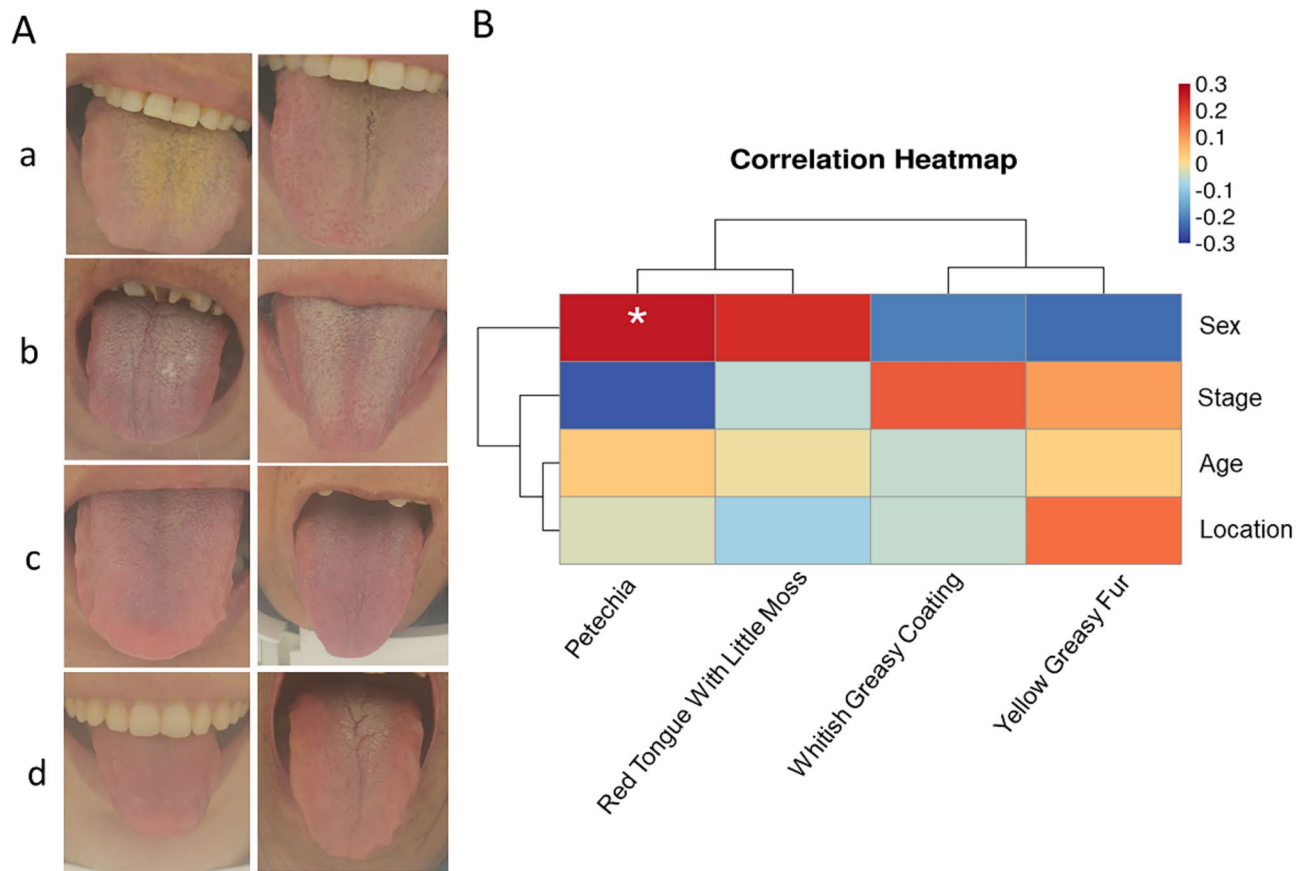 A
B
a
b
c
d
Correlation Heatmap
0.3
0.2
0.1
0
-0.1
-0.2
-0.3
*
Sex
Stage
Age
Location
Petechia
Red Tongue With Little Moss
Whitish Greasy Coating
Yellow Greasy Fur